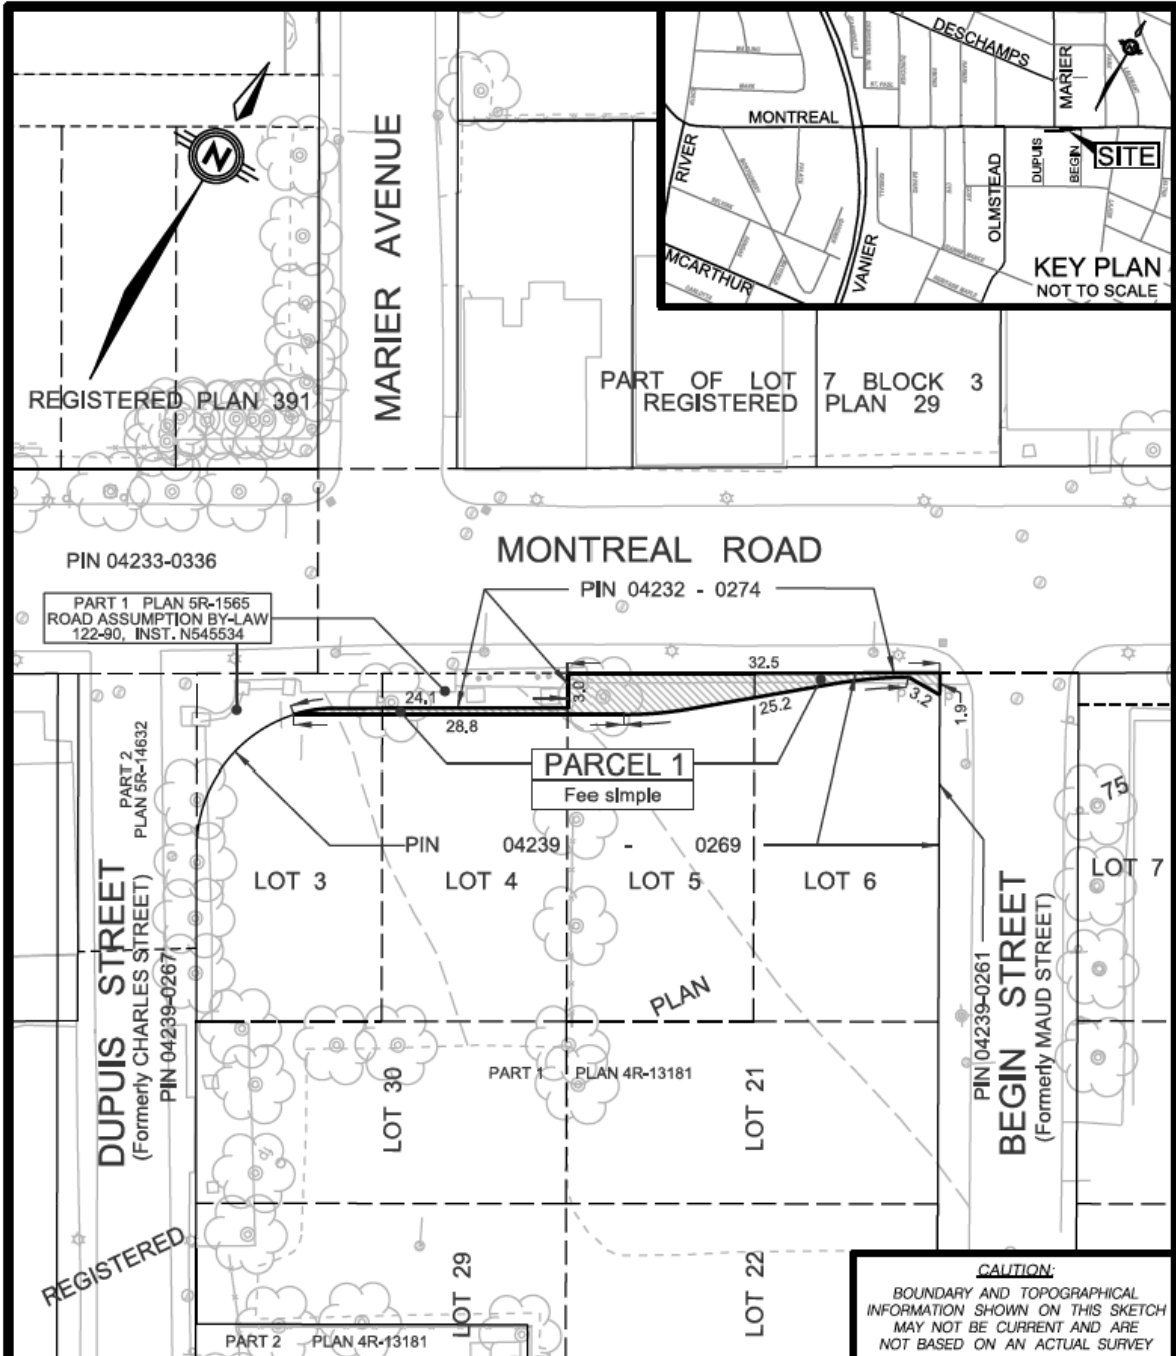 N
REGISTERED PLAN 391
MARIER AVENUE
DESCHAMPS
MARIER
MONTREAL
RIVER
DUPUIS
BEGIN
SITE
OLMSTEAD
VANIER
MCARTHUR
KEY PLAN
NOT TO SCALE
PART OF LOT 7 BLOCK 3
REGISTERED PLAN 29
PIN 04233-0336
MONTREAL ROAD
PIN 04232 - 0274
PART 1 PLAN 5R-1565
ROAD ASSUMPTION BY-LAW
122-90, INST. N545534
32.5
24.1
3.0
28.8
25.2
3.2
1.9
PARCEL 1
Fee simple
PART 2
PLAN 5R-14632
75
PIN 04239 - 0269
LOT 3
LOT 4
LOT 5
LOT 6
LOT 7
DUPUIS STREET
(Formerly CHARLES STREET)
PIN 04239-0267
PLAN
PIN 04239-0261
BEGIN STREET
(Formerly MAUD STREET)
LOT 30
PART 1 PLAN 4R-13181
LOT 21
REGISTERED
LOT 29
LOT 22
PART 2 PLAN 4R-13181
CAUTION:
BOUNDARY AND TOPOGRAPHICAL
INFORMATION SHOWN ON THIS SKETCH
MAY NOT BE CURRENT AND ARE
NOT BASED ON AN ACTUAL SURVEY